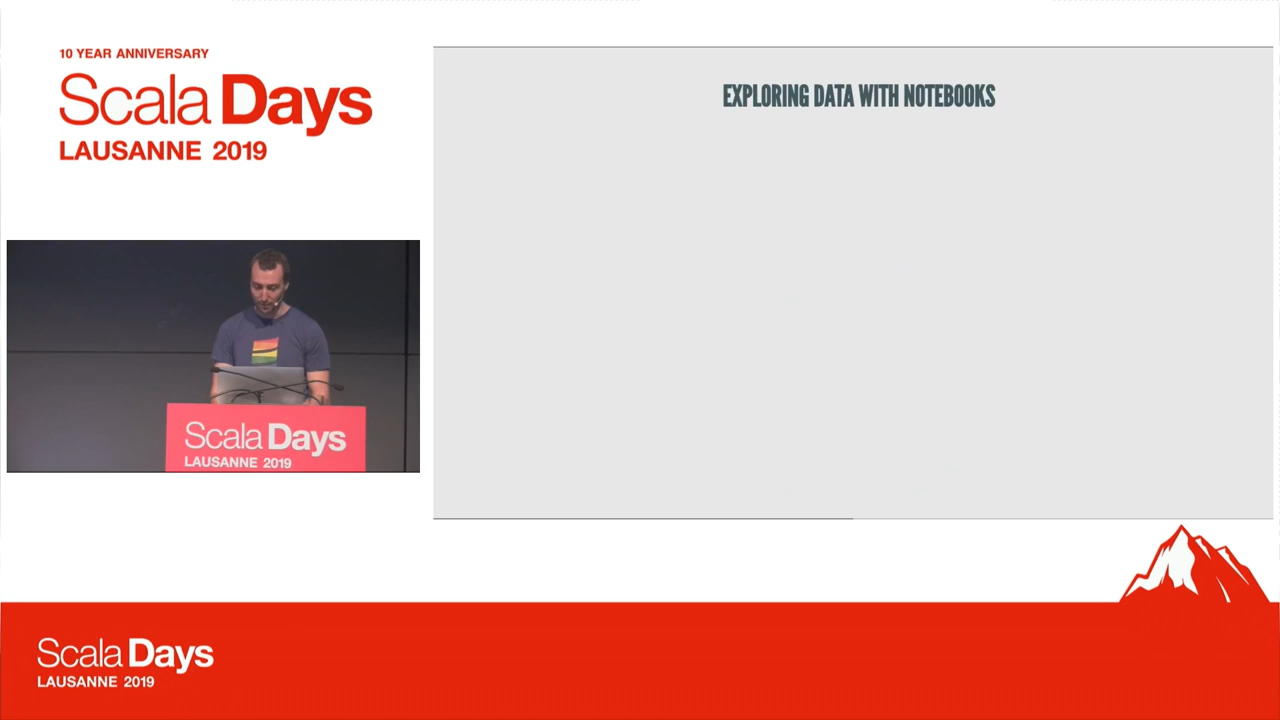 10 YEAR ANNIVERSARY
Scala Days
LAUSANNE 2019
EXPLORING DATA WITH NOTEBOOKS
Scala Days
LAUSANNE 2019
Scala Days
LAUSANNE 2019